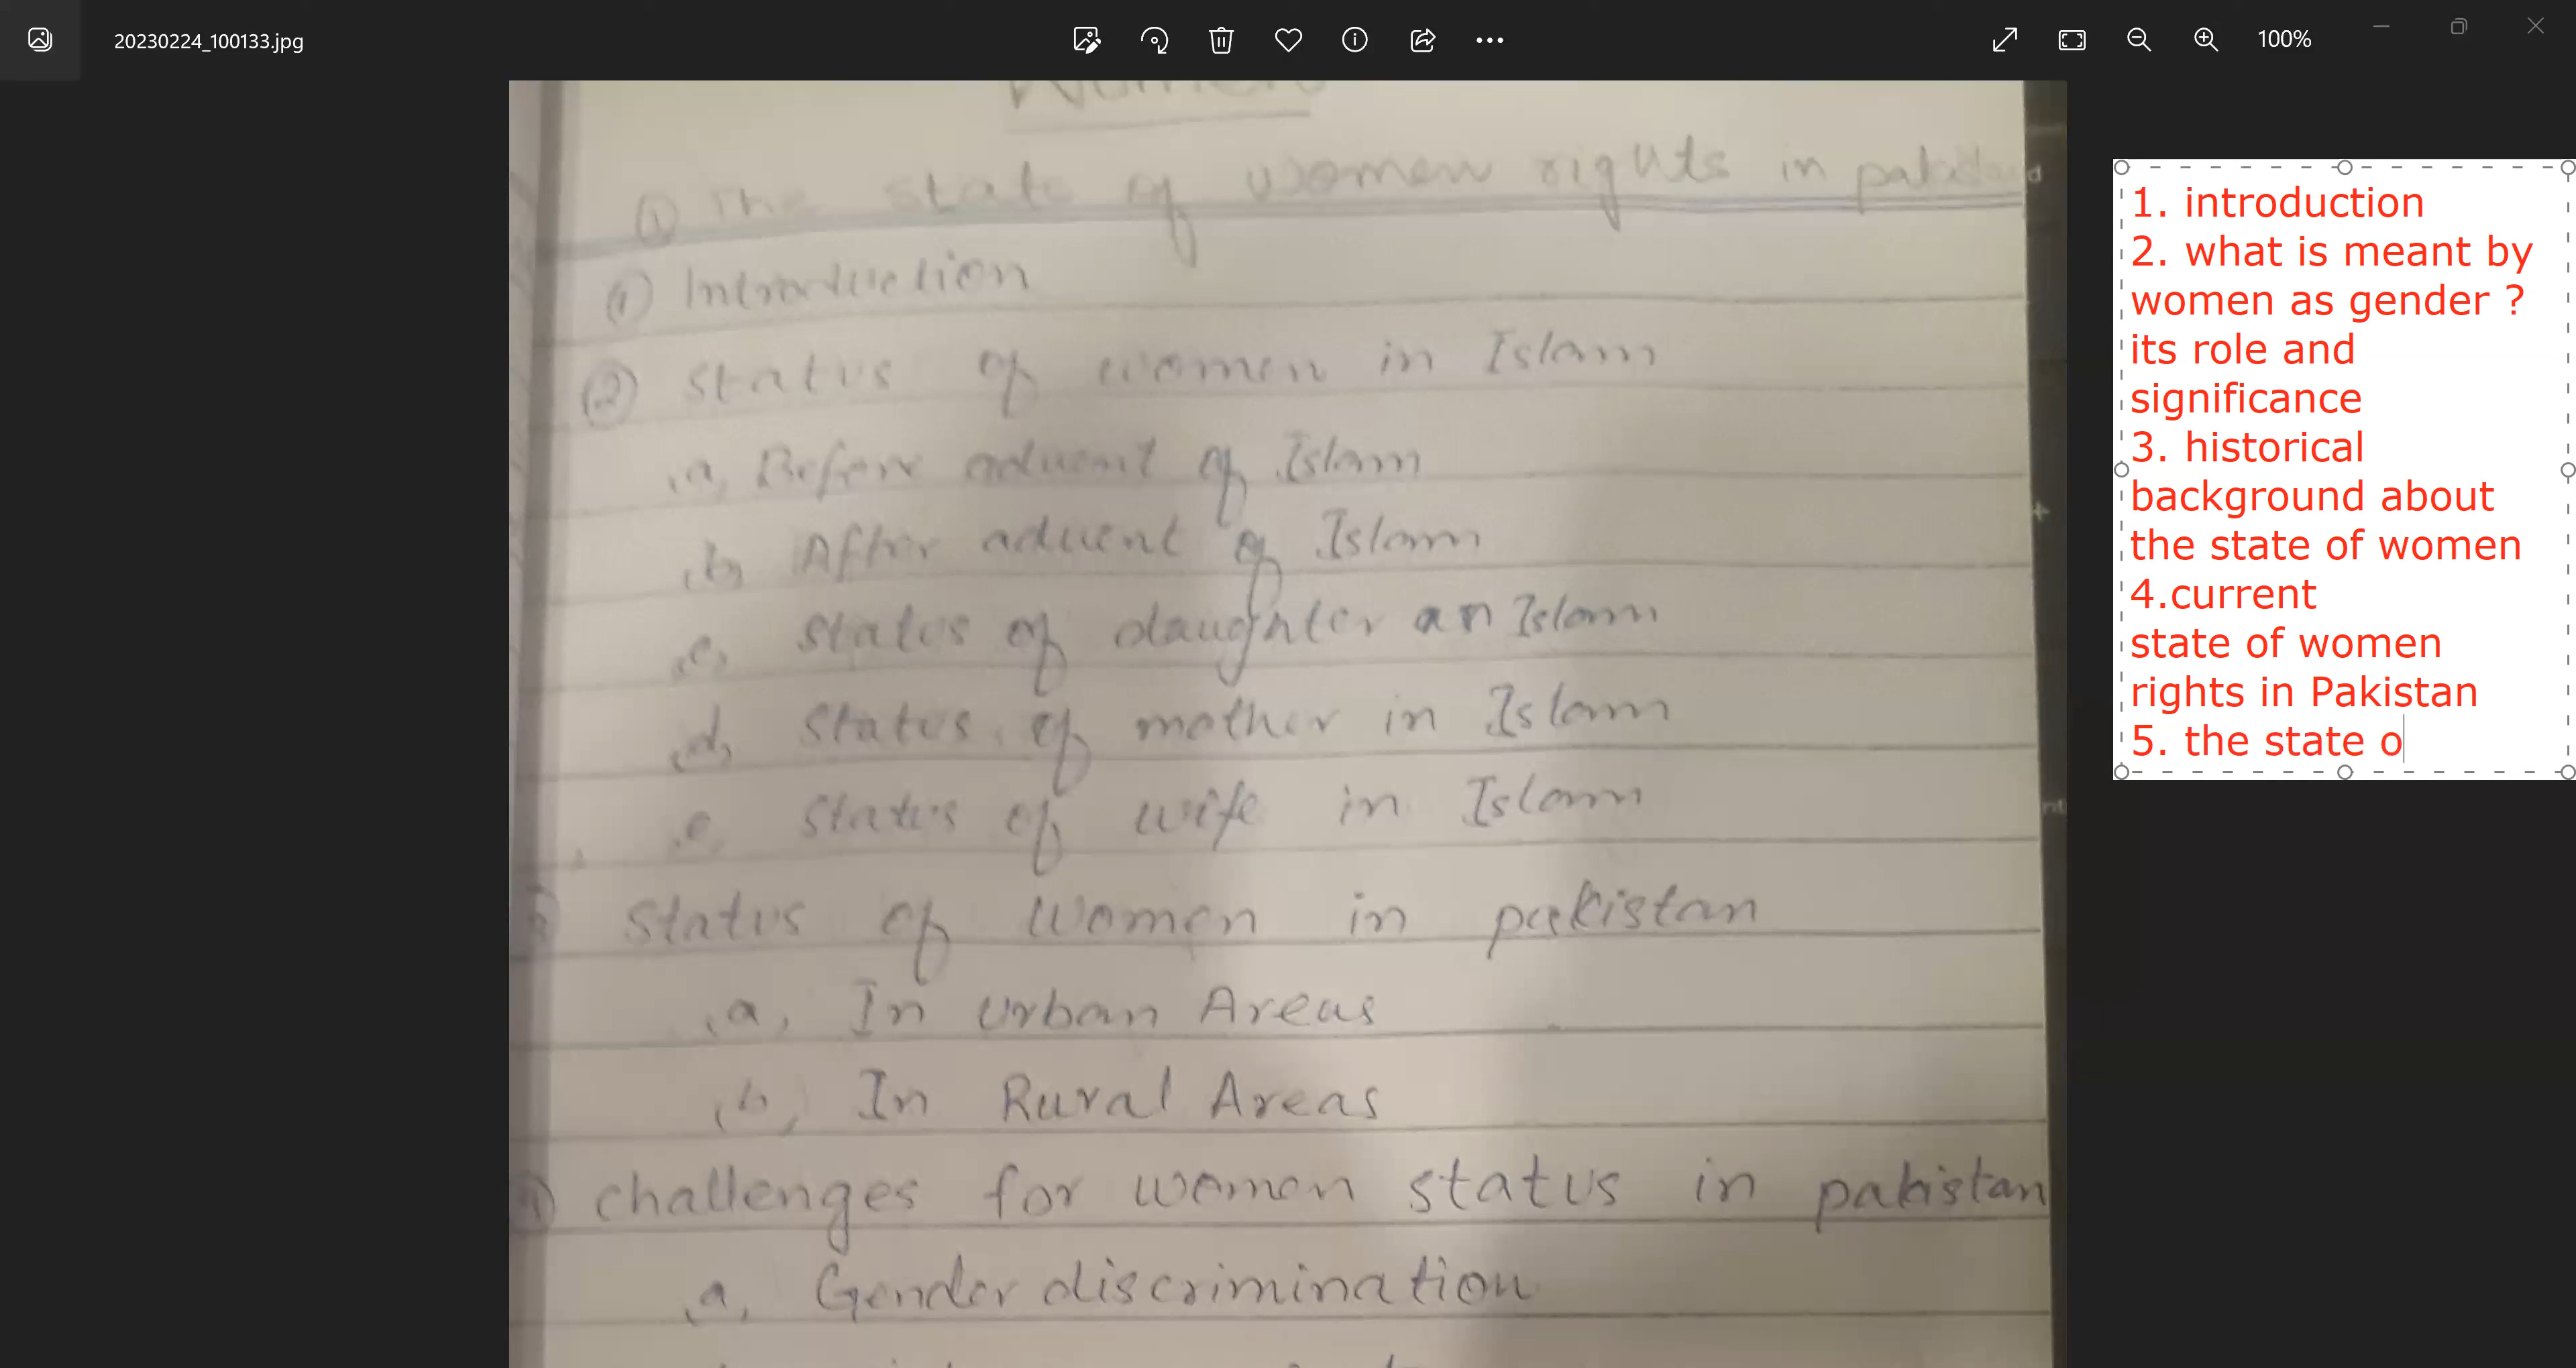 20230224_100133.jpg
100%
Women
① The state of women rights in
① Introduction
② Status of women in Islam
(a) Before advent of Islam
(b) After advent of Islam
(c) Status of daughter an Islam
(d) Status of mother in Islam
(e) Status of wife in Islam
Status of women in pakistan
(a) In Urban Areas
(b) In Rural Areas
challenges for women status in pakistan
(a) Gender discrimination
1. introduction
2. what is meant by
women as gender ?
its role and
significance
3. historical
background about
the state of women
4.current
state of women
rights in Pakistan
5. the state o